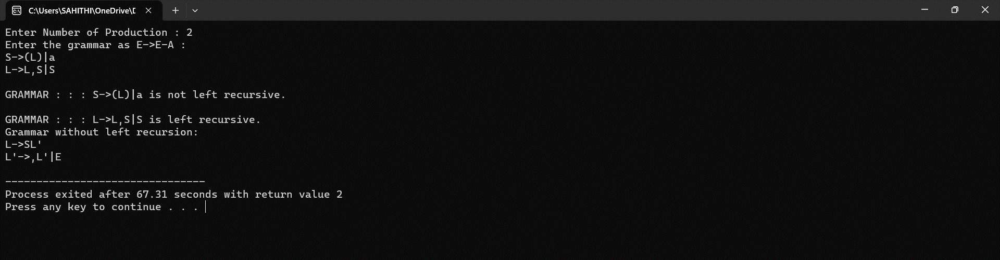 C:\Users\SAHITHI\OneDrive\D
Enter Number of Production : 2
Enter the grammar as E->E-A :
S->(L)|a
L->L,S|S
GRAMMAR : : : S->(L)|a is not left recursive.
GRAMMAR : : : L->L,S|S is left recursive.
Grammar without left recursion:
L->SL'
L'->,L'|E
--------------------------------
Process exited after 67.31 seconds with return value 2
Press any key to continue . . .